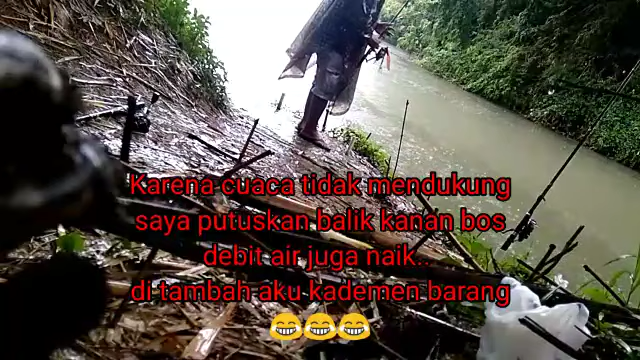 Karena cuaca tidak mendukung
saya putuskan balik kanan bos
debit air juga naik...
di tambah aku kademen barang
😂😂😂